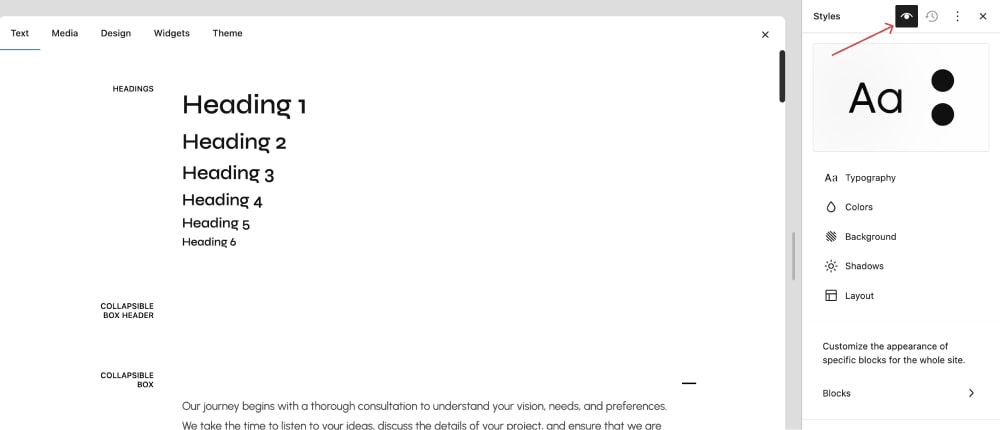 Text Media Design Widgets Theme
HEADINGS
Heading 1
Heading 2
Heading 3
Heading 4
Heading 5
Heading 6
COLLAPSIBLE
BOX HEADER
COLLAPSIBLE
BOX
Our journey begins with a thorough consultation to understand your vision, needs, and preferences.
We take the time to listen to your ideas, discuss the details of your project, and ensure that we are
Styles
Aa
Aa Typography
Colors
Background
Shadows
Layout
Customize the appearance of
specific blocks for the whole site.
Blocks